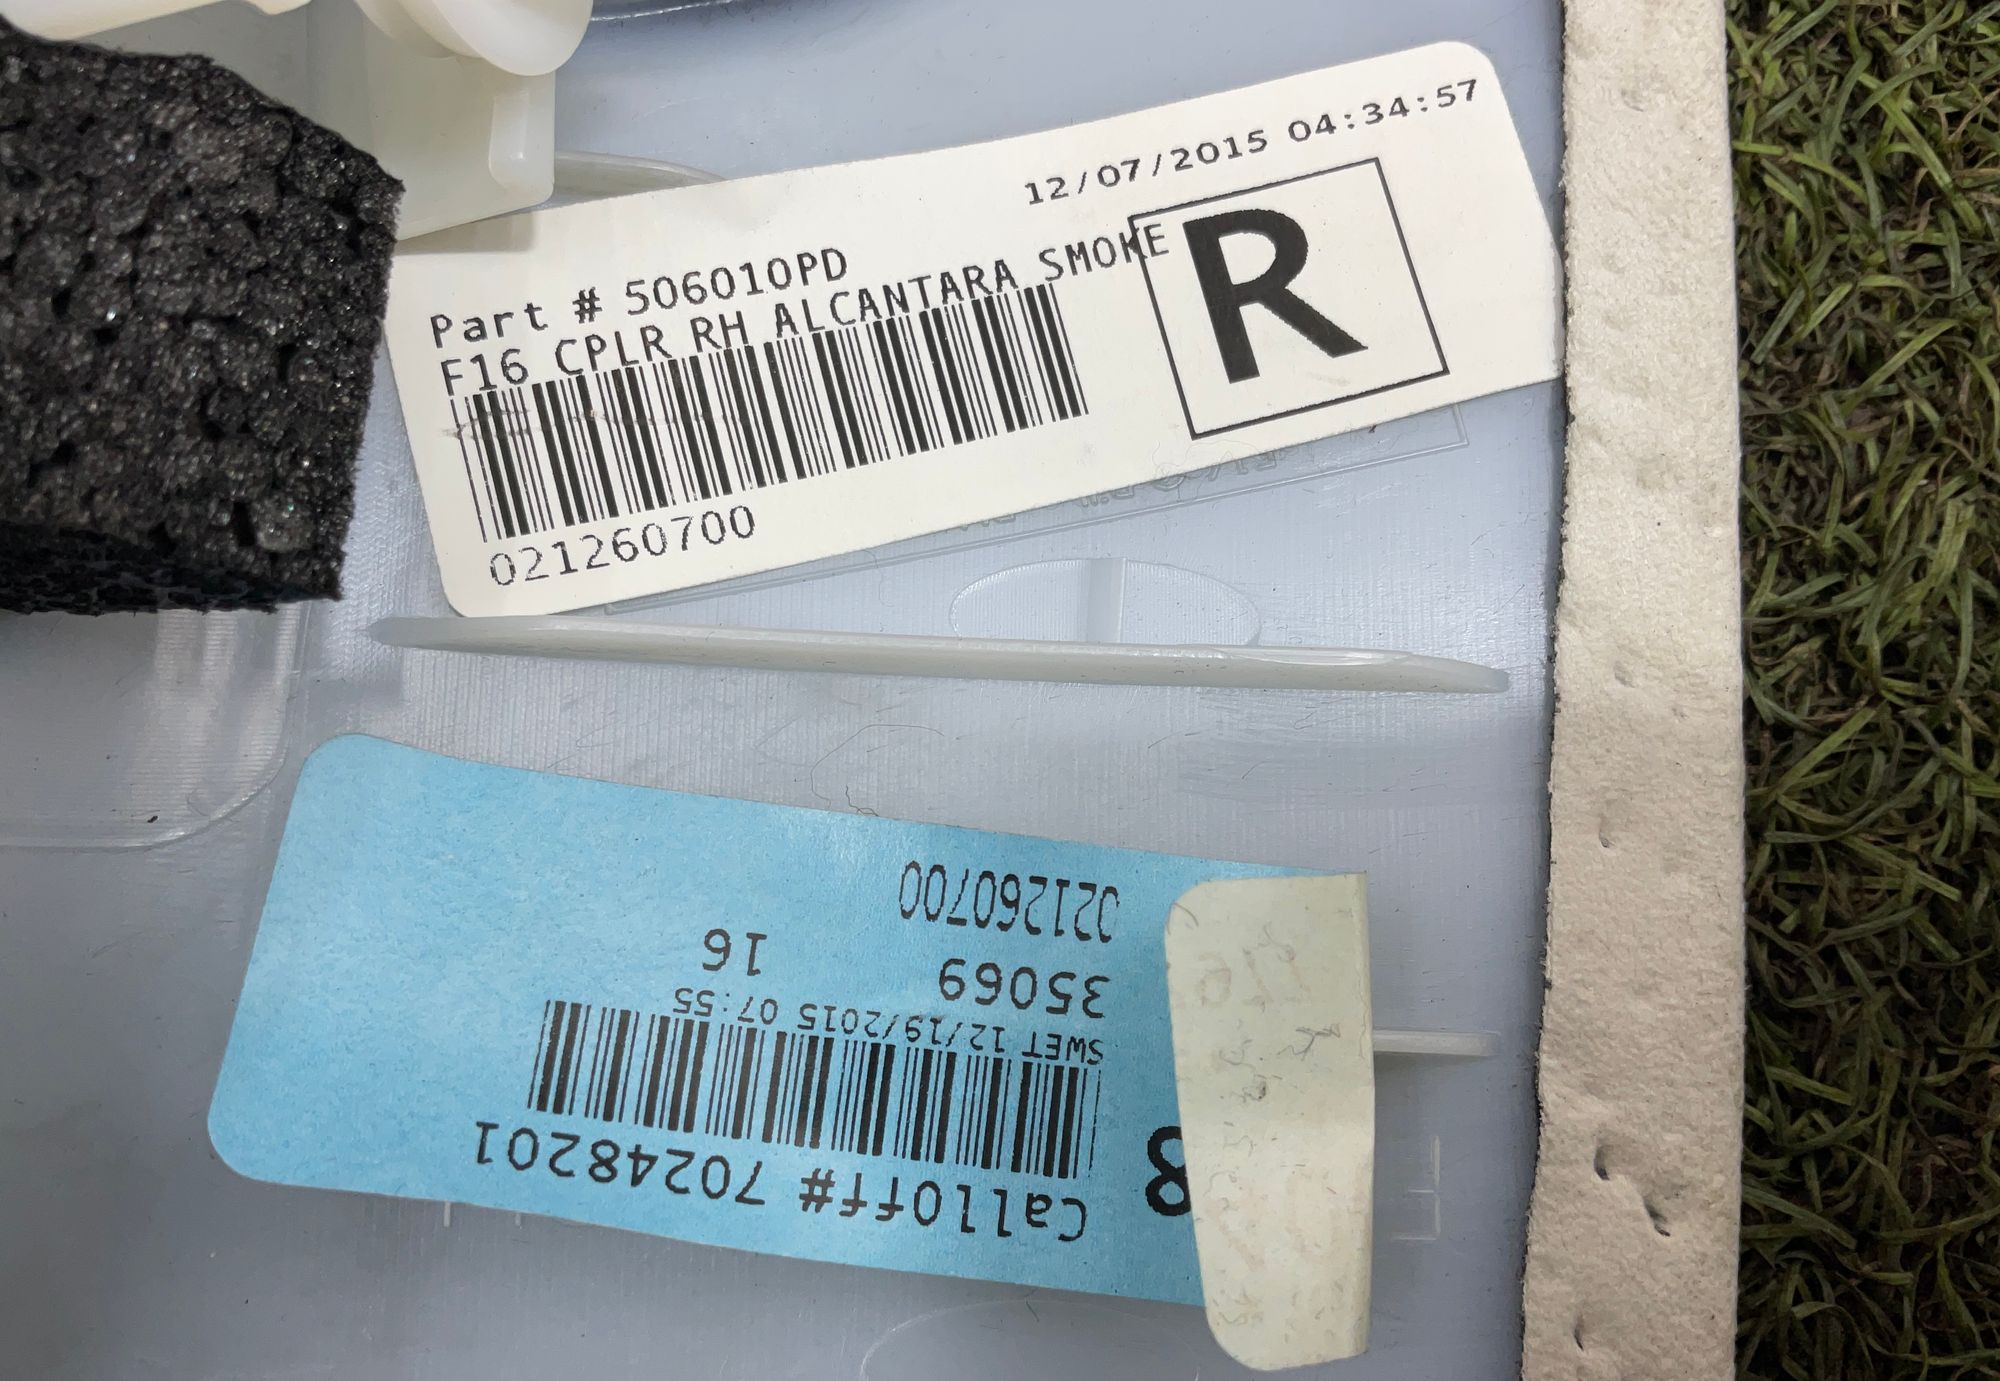 12/07/2015 04:34:57
Part # 506010PD
F16 CPLR RH ALCANTARA SMOKE
R
021260700
Calloff# 70248201
SWET 12/19/2015 07:55
35069 16
021260700